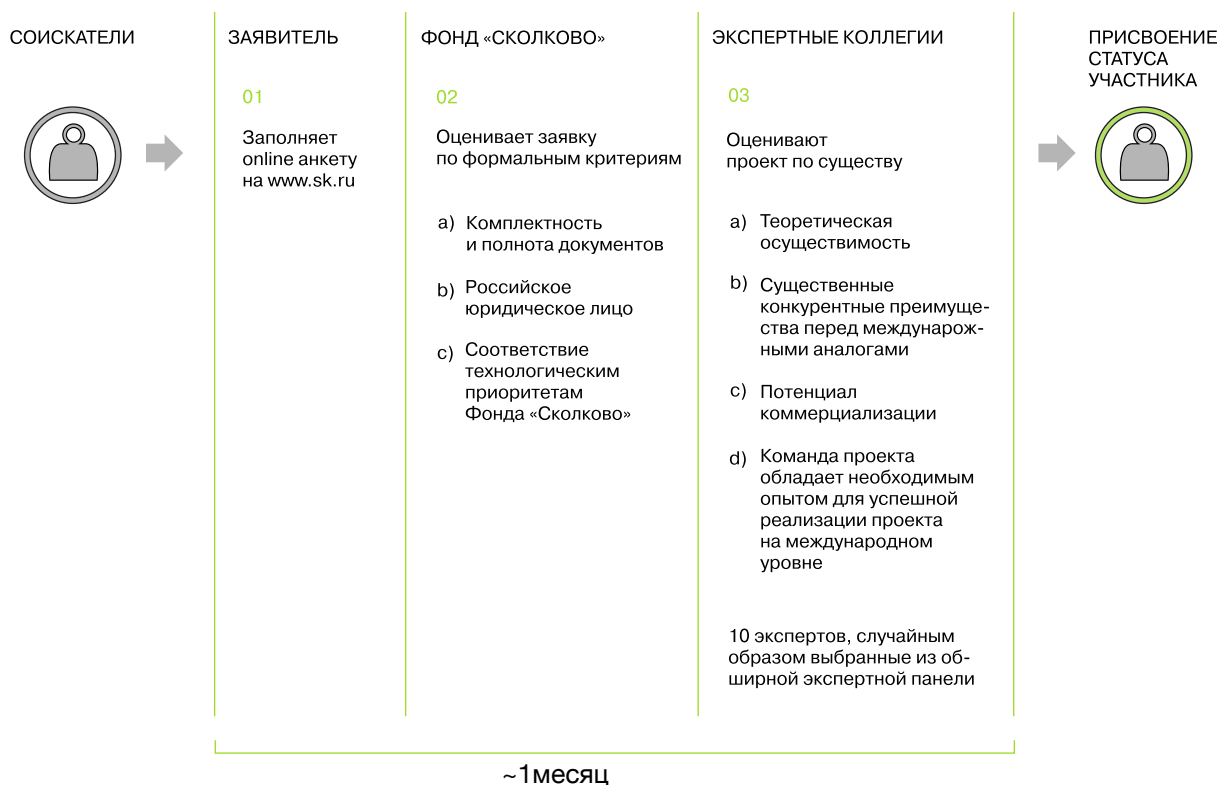 СОИСКАТЕЛИ
ЗАЯВИТЕЛЬ
01
Заполняет
online анкету
на www.sk.ru
ФОНД «СКОЛКОВО»
02
Оценивает заявку
по формальным критериям
a) Комплектность
и полнота документов
b) Российское
юридическое лицо
c) Соответствие
технологическим
приоритетам
Фонда «Сколково»
ЭКСПЕРТНЫЕ КОЛЛЕГИИ
03
Оценивают
проект по существу
a) Теоретическая
осуществимость
b) Существенные
конкурентные преимуще-
ства перед междунарож-
ными аналогами
c) Потенциал
коммерциализации
d) Команда проекта
обладает необходимым
опытом для успешной
реализации проекта
на международном
уровне
10 экспертов, случайным
образом выбранные из об-
ширной экспертной панели
ПРИСВОЕНИЕ
СТАТУСА
УЧАСТНИКА
~1месяц